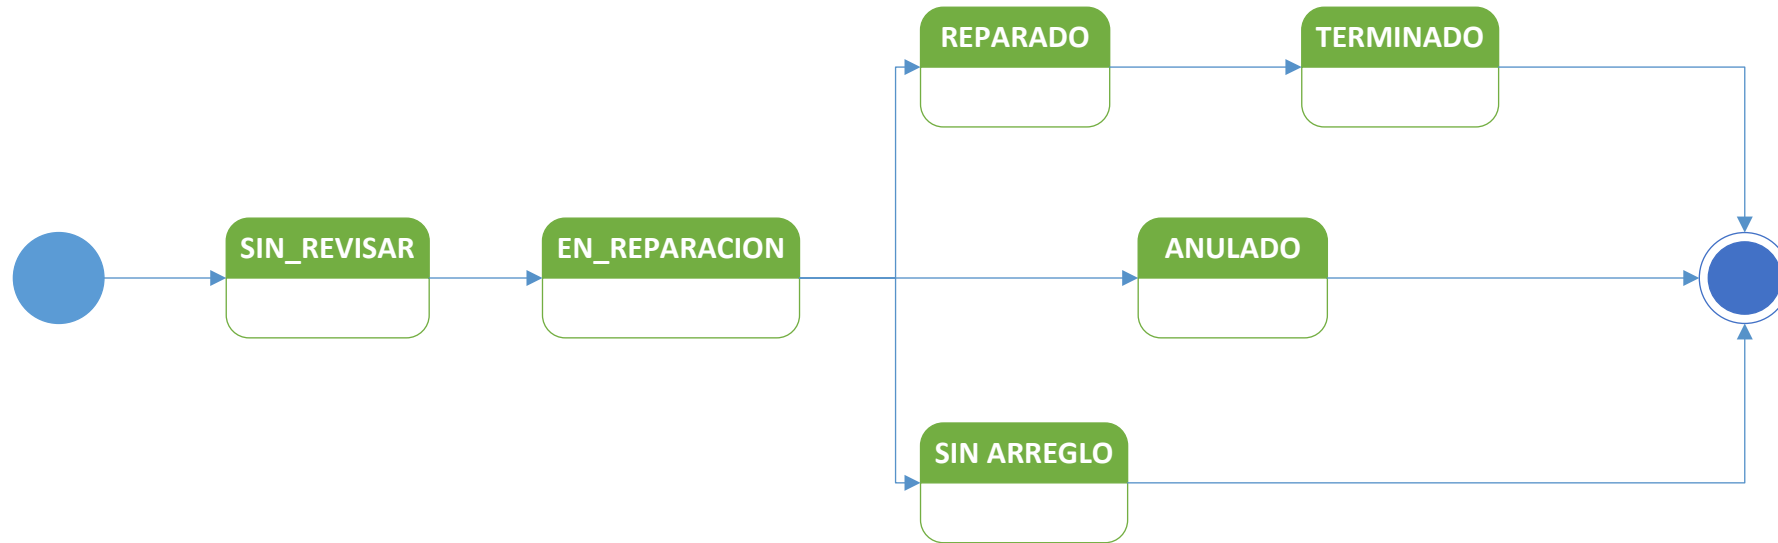 REPARADO
TERMINADO
SIN_REVISAR
EN_REPARACION
ANULADO
SIN ARREGLO